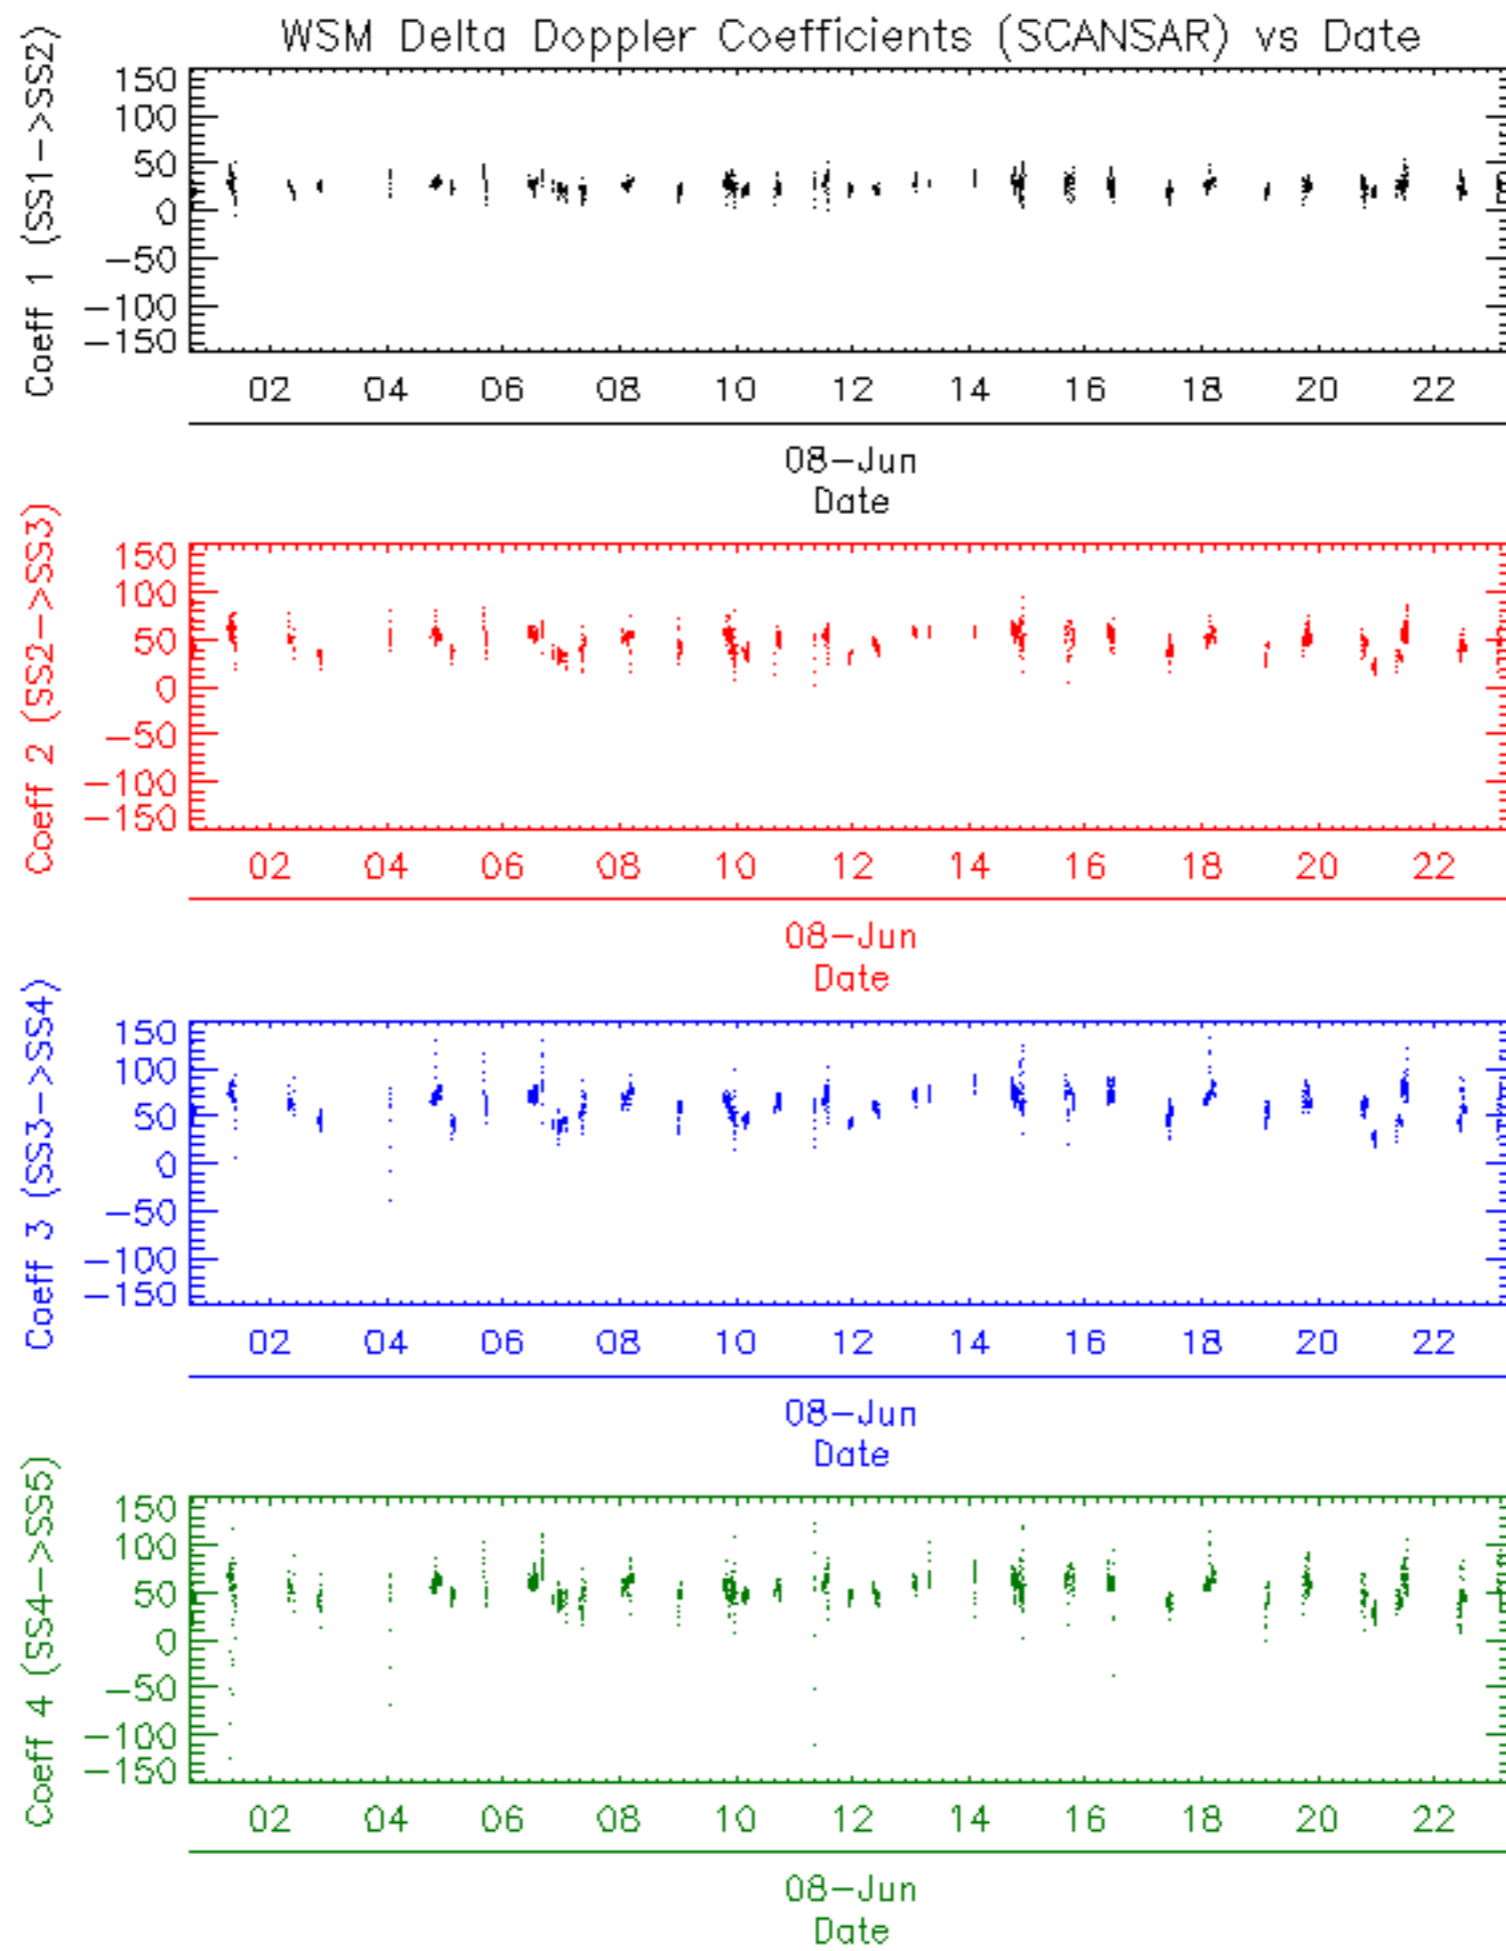 WSM Delta Doppler Coefficients (SCANSAR) vs Date
Coeff 1 (SS1->SS2)
150
100
50
0
-50
-100
-150
02 04 06 08 10 12 14 16 18 20 22
08-Jun
Date
Coeff 2 (SS2->SS3)
150
100
50
0
-50
-100
-150
02 04 06 08 10 12 14 16 18 20 22
08-Jun
Date
Coeff 3 (SS3->SS4)
150
100
50
0
-50
-100
-150
02 04 06 08 10 12 14 16 18 20 22
08-Jun
Date
Coeff 4 (SS4->SS5)
150
100
50
0
-50
-100
-150
02 04 06 08 10 12 14 16 18 20 22
08-Jun
Date